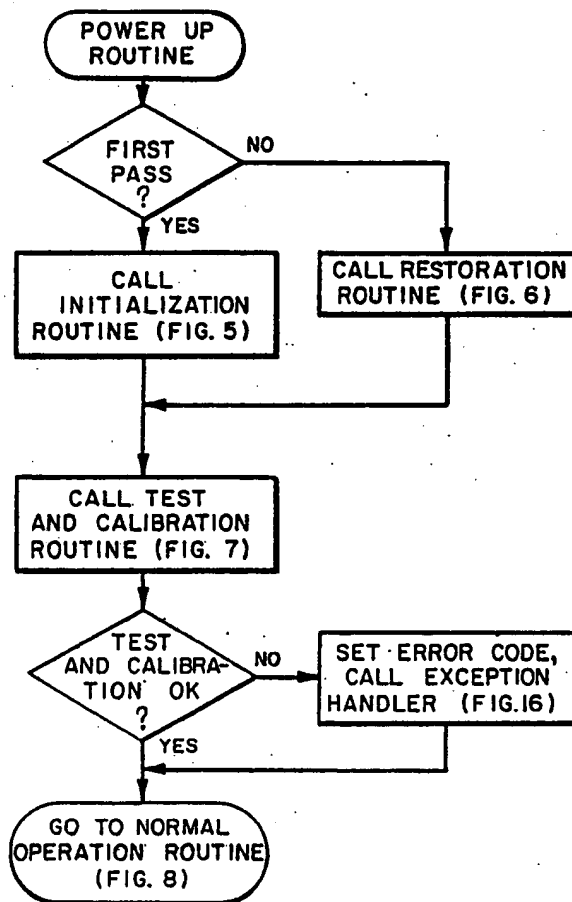 POWER UP
ROUTINE
FIRST
PASS
?
NO
YES
CALL
INITIALIZATION
ROUTINE (FIG. 5)
CALL RESTORATION
ROUTINE (FIG. 6)
CALL TEST
AND CALIBRATION
ROUTINE (FIG. 7)
TEST
AND CALIBRA-
TION OK
?
NO
YES
SET ERROR CODE,
CALL EXCEPTION
HANDLER (FIG.16)
GO TO NORMAL
OPERATION ROUTINE
(FIG. 8)